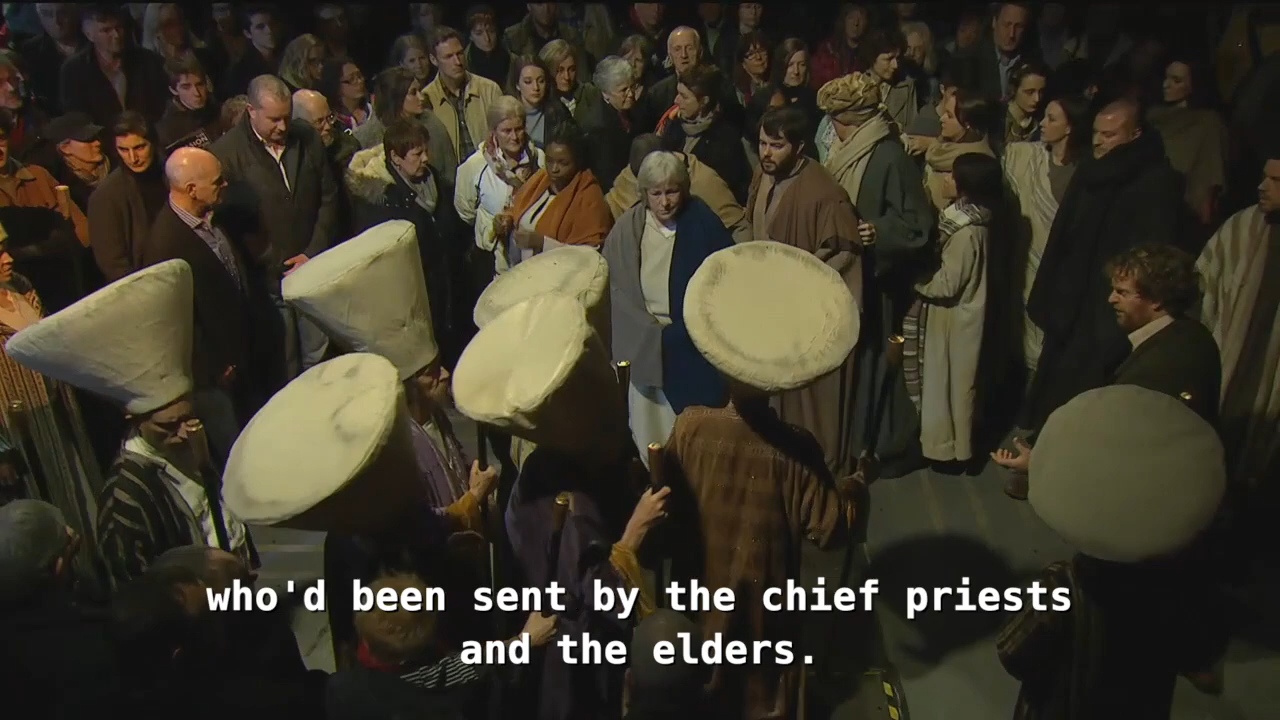 who'd been sent by the chief priests
and the elders.